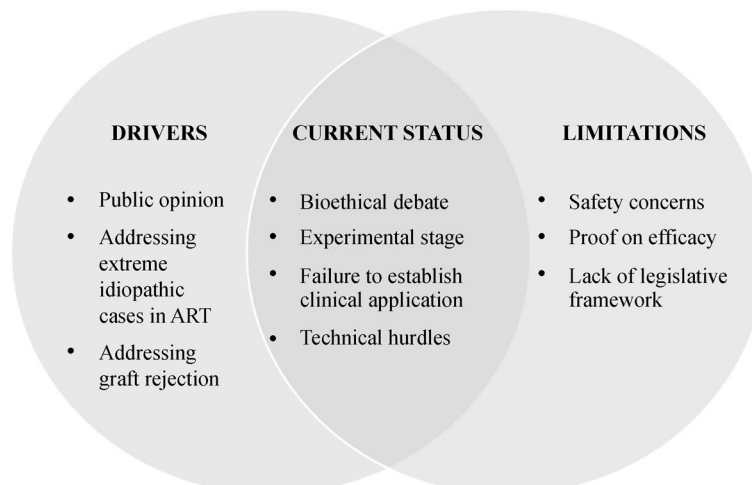 DRIVERS
• Public opinion
• Addressing
extreme
idiopathic
cases in ART
• Addressing
graft rejection
CURRENT STATUS
• Bioethical debate
• Experimental stage
• Failure to establish
clinical application
• Technical hurdles
LIMITATIONS
• Safety concerns
• Proof on efficacy
• Lack of legislative
framework